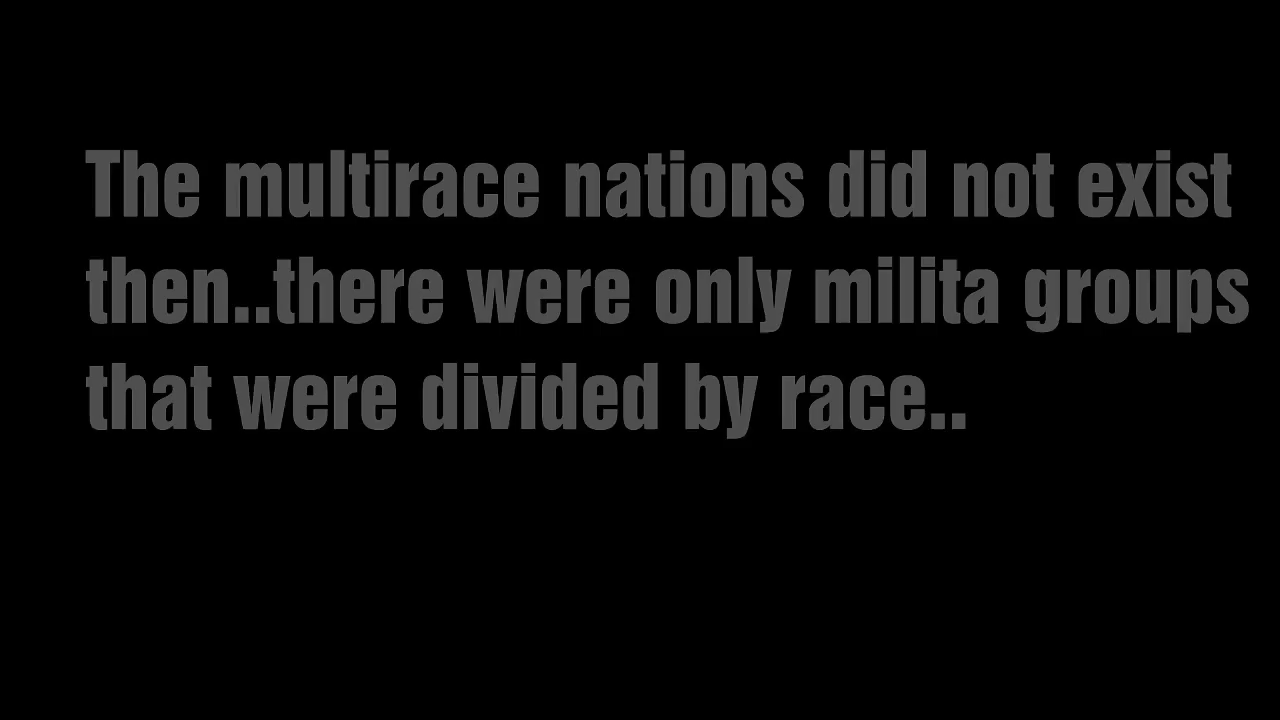 The multirace nations did not exist
then..there were only milita groups
that were divided by race..